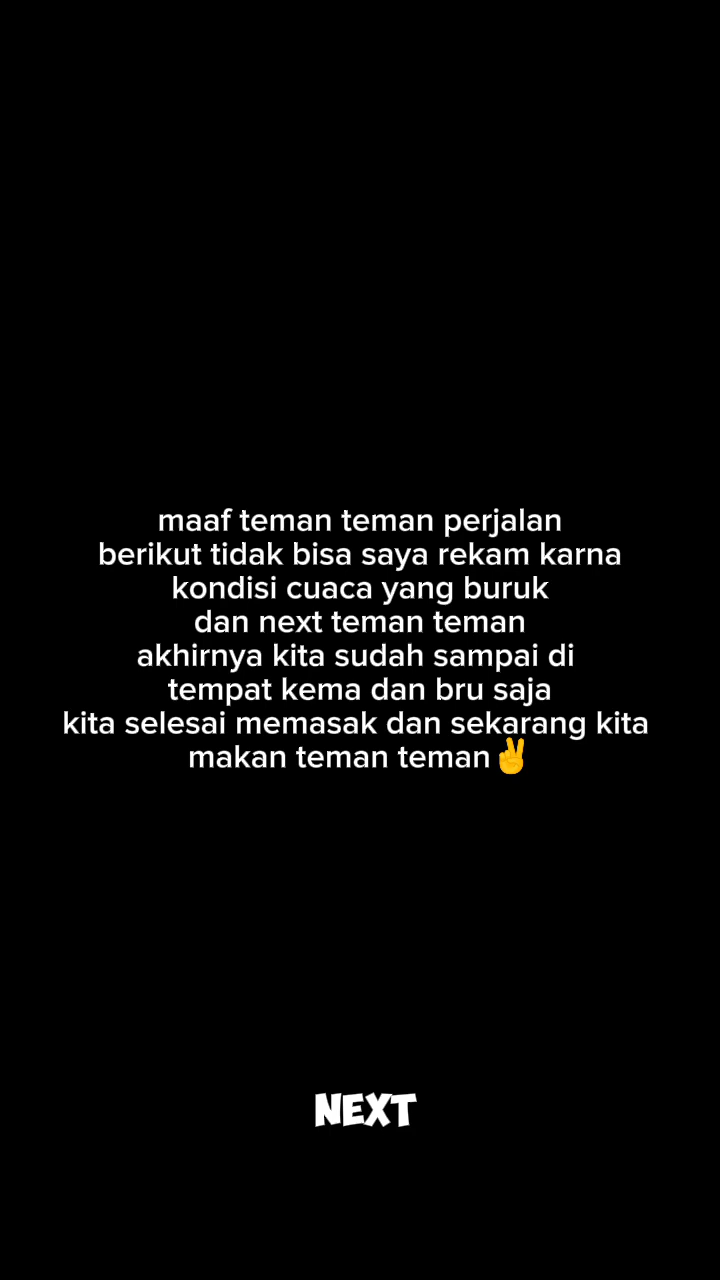 maaf teman teman perjalan
berikut tidak bisa saya rekam karna
kondisi cuaca yang buruk
dan next teman teman
akhirnya kita sudah sampai di
tempat kema dan bru saja
kita selesai memasak dan sekarang kita
makan teman teman✌️
NEXT